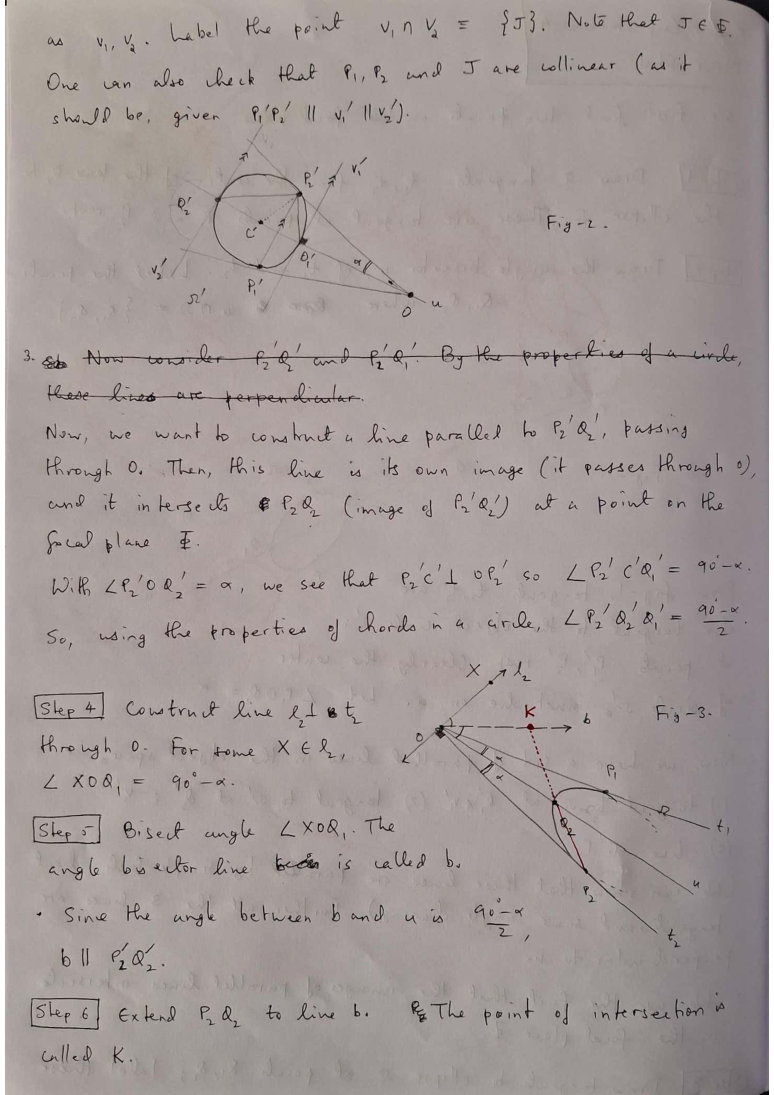 as v₁, v₂. Label the point v₁ ∩ v₂ ≡ {J}. Note that J ∈ Φ.
One can also check that P₁, P₂ and J are collinear (as it
should be, given P₁'P₂' || v₁' || v₂').
Q₂'
P₂'
v₁'
C'
Fig-2.
v₂'
Q₁'
α
Ω'
P₁'
O
u
3. Now consider P₂'Q₂' and P₂'Q₁'. By the properties of a circle,
these lines are perpendicular.
Now, we want to construct a line parallel to P₂'Q₂', passing
through O. Then, this line is its own image (it passes through O),
and it intersects P₂Q₂ (image of P₂'Q₂') at a point on the
focal plane Φ.
With ∠P₂'OQ₂' = α, we see that P₂'C' ⊥ OP₂' so ∠P₂'C'Q₁' = 90°-α.
So, using the properties of chords in a circle, ∠P₂'Q₂'Q₁' = (90°-α)/2.
Step 4 Construct line l₂ ⊥ t₂
through O. For some X ∈ l₂,
∠XOQ₁ = 90°-α.
Step 5 Bisect angle ∠XOQ₁. The
angle bisector line is called b.
• Since the angle between b and u is (90°-α)/2,
b || P₂'Q₂'.
X
l₂
K
b
Fig-3.
O
α
α
P₁
Q₂
Ω
t₁
P₂
u
t₂
Step 6 Extend P₂Q₂ to line b. The point of intersection is
called K.